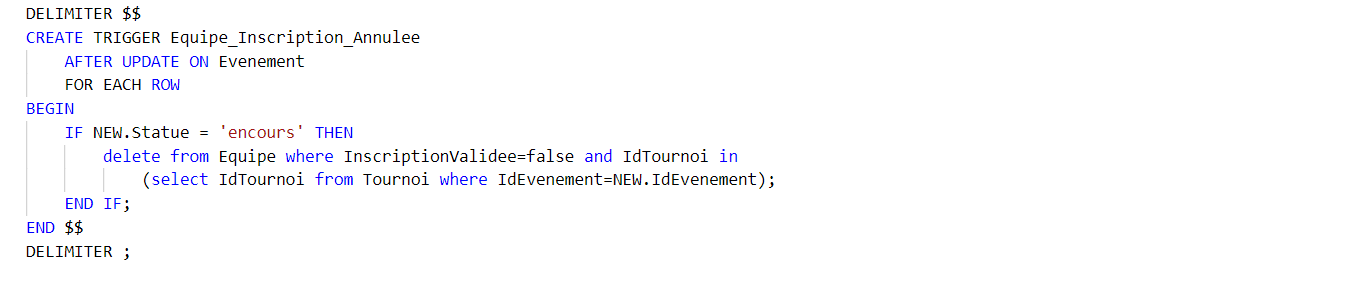 DELIMITER $$
CREATE TRIGGER Equipe_Inscription_Annulee
    AFTER UPDATE ON Evenement
    FOR EACH ROW
BEGIN
    IF NEW.Statue = 'encours' THEN
        delete from Equipe where InscriptionValidee=false and IdTournoi in
            (select IdTournoi from Tournoi where IdEvenement=NEW.IdEvenement);
    END IF;
END $$
DELIMITER ;